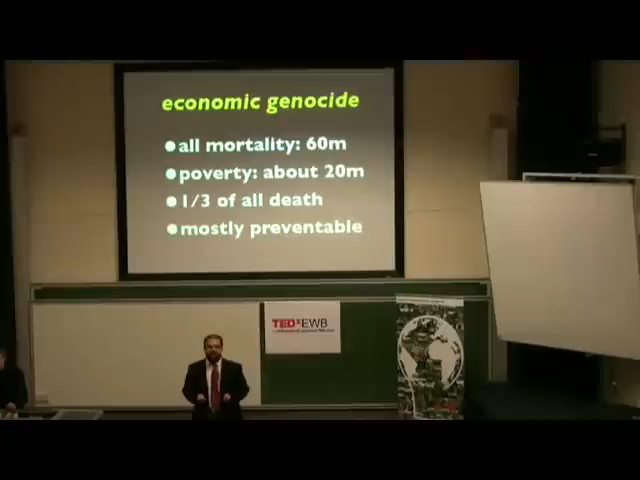 economic genocide
●all mortality: 60m
●poverty: about 20m
●1/3 of all death
●mostly preventable
TEDxEWB